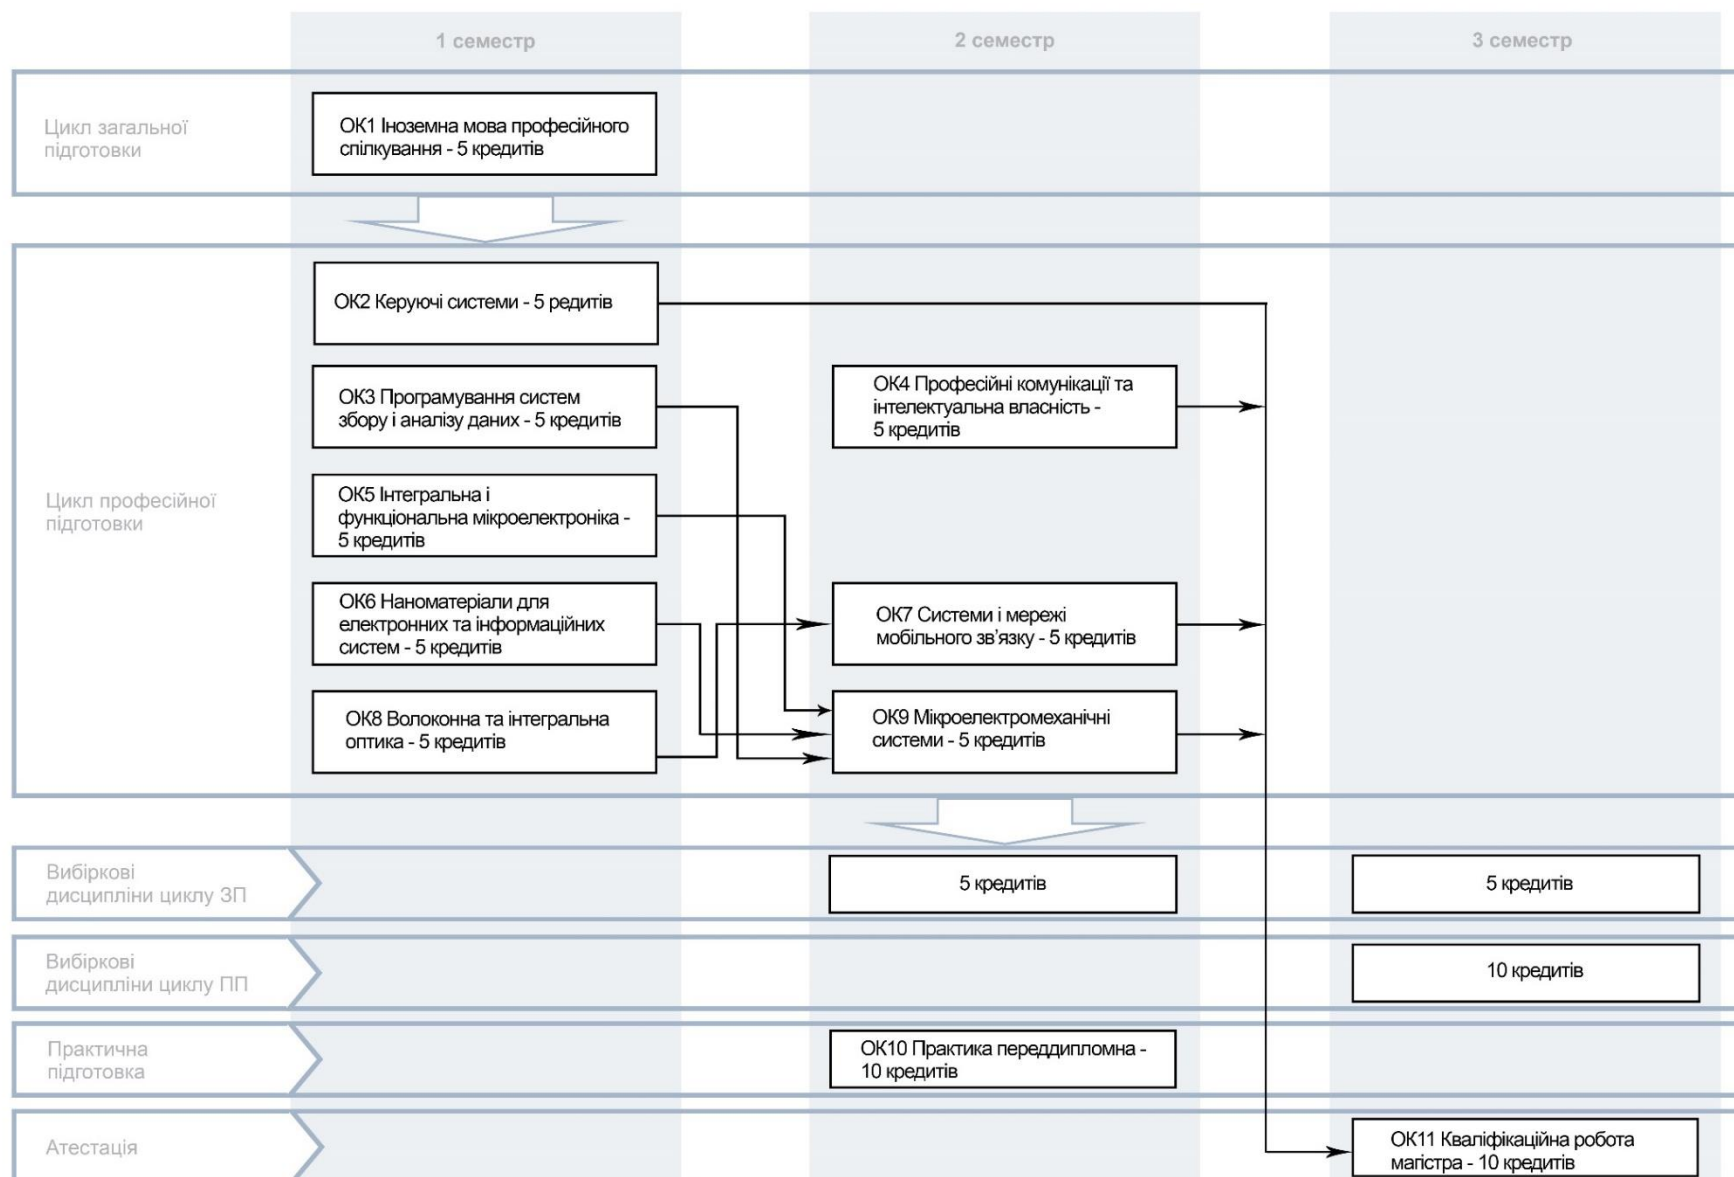 1 семестр
2 семестр
3 семестр
Цикл загальної
підготовки
ОК1 Іноземна мова професійного
спілкування - 5 кредитів
Цикл професійної
підготовки
ОК2 Керуючі системи - 5 редитів
ОК3 Програмування систем
збору і аналізу даних - 5 кредитів
ОК4 Професійні комунікації та
інтелектуальна власність -
5 кредитів
ОК5 Інтегральна і
функціональна мікроелектроніка -
5 кредитів
ОК6 Наноматеріали для
електронних та інформаційних
систем - 5 кредитів
ОК7 Системи і мережі
мобільного зв’язку - 5 кредитів
ОК8 Волоконна та інтегральна
оптика - 5 кредитів
ОК9 Мікроелектромеханічні
системи - 5 кредитів
Вибіркові
дисципліни циклу ЗП
5 кредитів
5 кредитів
Вибіркові
дисципліни циклу ПП
10 кредитів
Практична
підготовка
ОК10 Практика переддипломна -
10 кредитів
Атестація
ОК11 Кваліфікаційна робота
магістра - 10 кредитів